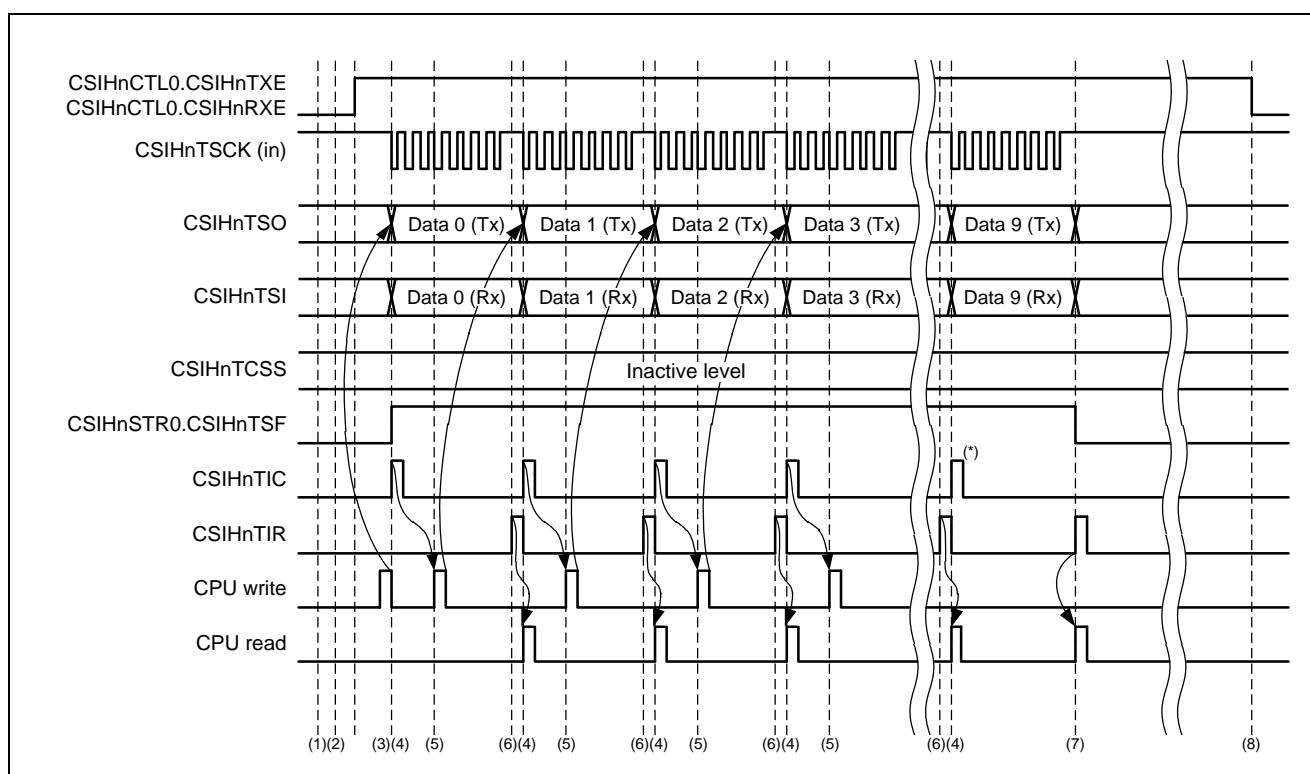 CSIHnCTL0.CSIHnTXE
CSIHnCTL0.CSIHnRXE
CSIHnTSCK (in)
CSIHnTSO
Data 0 (Tx) Data 1 (Tx) Data 2 (Tx) Data 3 (Tx) Data 9 (Tx)
CSIHnTSI
Data 0 (Rx) Data 1 (Rx) Data 2 (Rx) Data 3 (Rx) Data 9 (Rx)
CSIHnTCSS
Inactive level
CSIHnSTR0.CSIHnTSF
CSIHnTIC
(*)
CSIHnTIR
CPU write
CPU read
(1)(2) (3)(4) (5) (6)(4) (5) (6)(4) (5) (6)(4) (5) (6)(4) (7) (8)